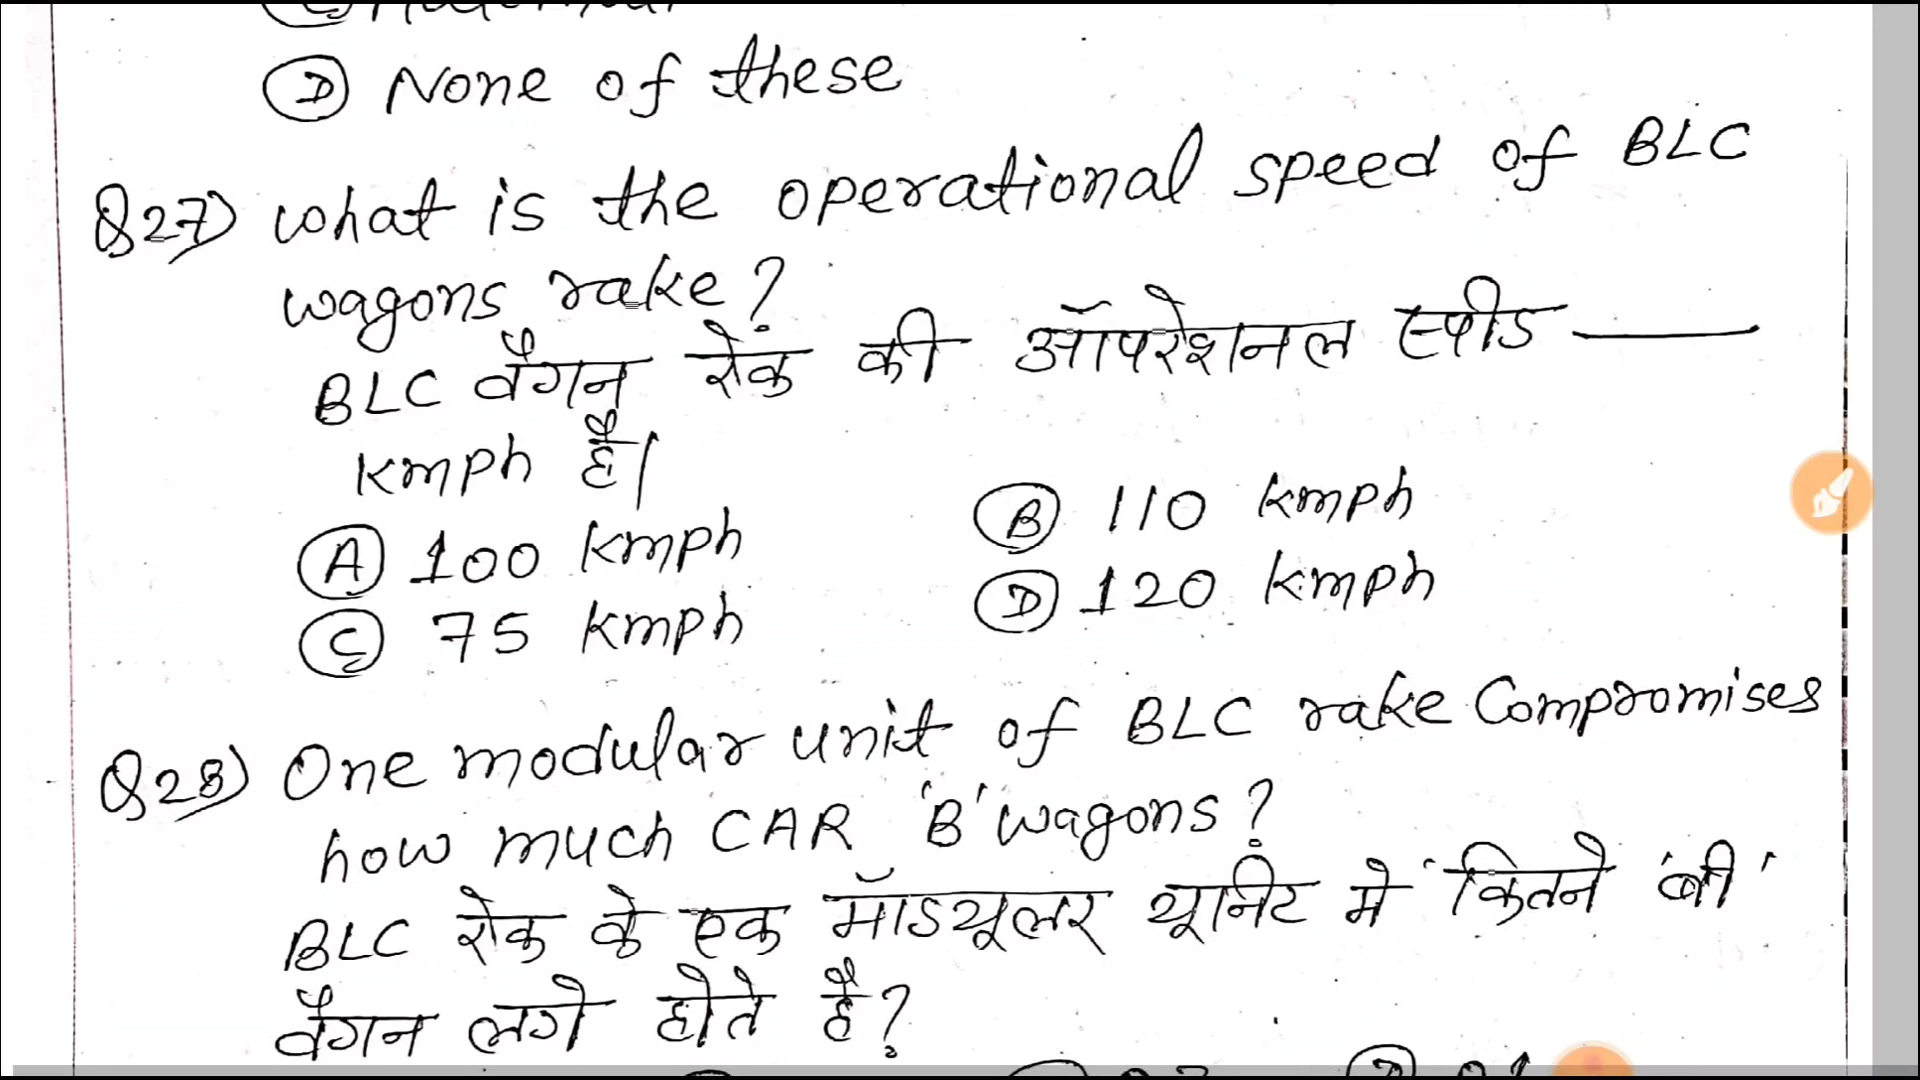 D None of these
Q27) What is the operational speed of BLC
wagons rake?
BLC वैगन रेक की ऑपरेशनल स्पीड ———
kmph है।
A 100 kmph B 110 kmph
C 75 kmph D 120 kmph
Q28) One modular unit of BLC rake Compromises
how much CAR 'B' wagons?
BLC रेक के एक मॉड्यूलर यूनिट मे कितने 'बी'
वैगन लगे होते है?